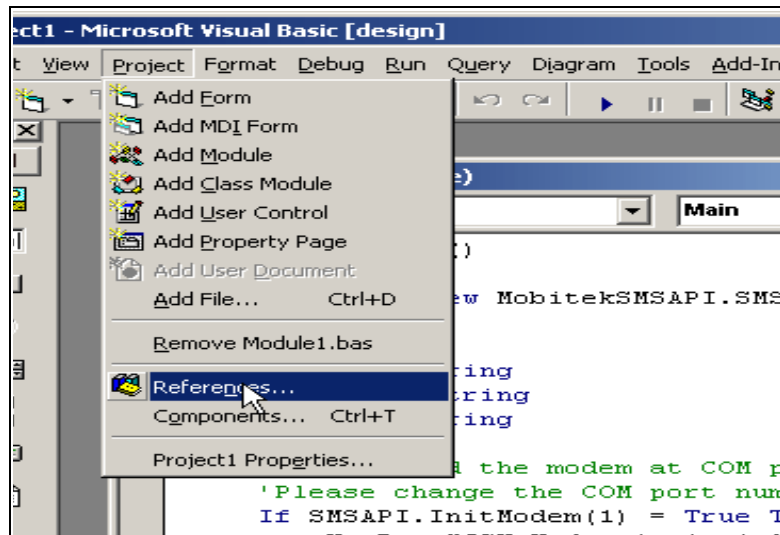 ect1 - Microsoft Visual Basic [design]
t View Project Format Debug Run Query Diagram Tools Add-In
Add Form
Add MDI Form
Add Module
e)
Add Class Module
Add User Control
Main
Add Property Page
()
Add User Document
Add File... Ctrl+D
ew MobitekSMSAPI.SMS
Remove Module1.bas
ring
References...
tring
Components... Ctrl+T
ring
Project1 Properties...
the modem at COM p
'Please change the COM port num
If SMSAPI.InitModem(1) = True T